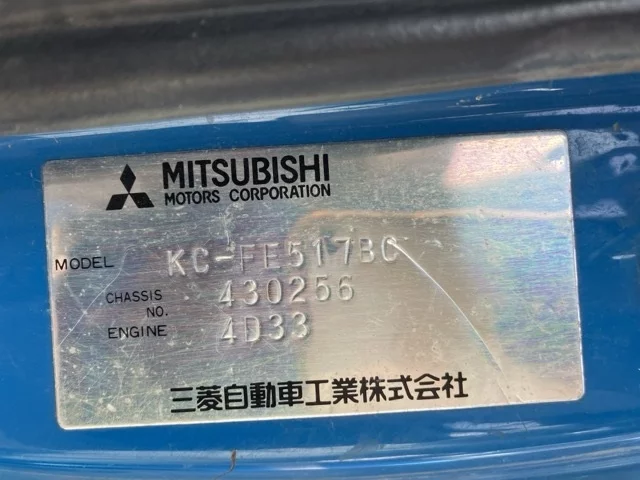 MITSUBISHI
MOTORS CORPORATION
MODEL KC-FE517BC
CHASSIS NO. 430256
ENGINE 4D33
三菱自動車工業株式会社